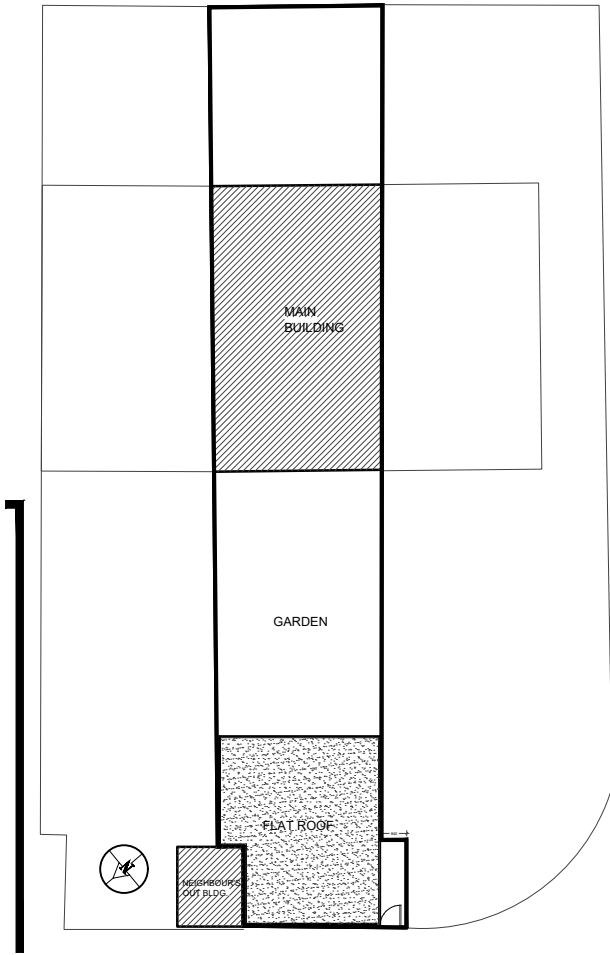 MAIN
BUILDING
GARDEN
FLAT ROOF
NEIGHBOUR'S
OUT BLDG.
N